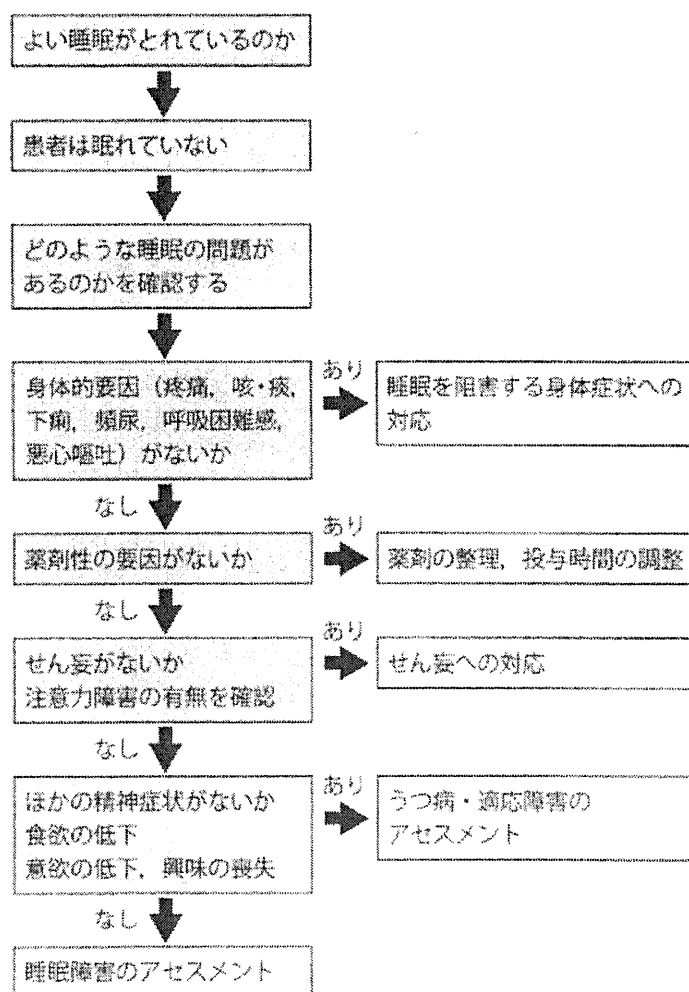 よい睡眠がとれているのか
患者は眠れていない
どのような睡眠の問題が
あるのかを確認する
身体的要因（疼痛，咳・痰，
下痢，頻尿，呼吸困難感，
悪心嘔吐）がないか
あり
睡眠を阻害する身体症状への
対応
なし
薬剤性の要因がないか
あり
薬剤の整理，投与時間の調整
なし
せん妄がないか
注意力障害の有無を確認
あり
せん妄への対応
なし
ほかの精神症状がないか
食欲の低下
意欲の低下，興味の喪失
あり
うつ病・適応障害の
アセスメント
なし
睡眠障害のアセスメント